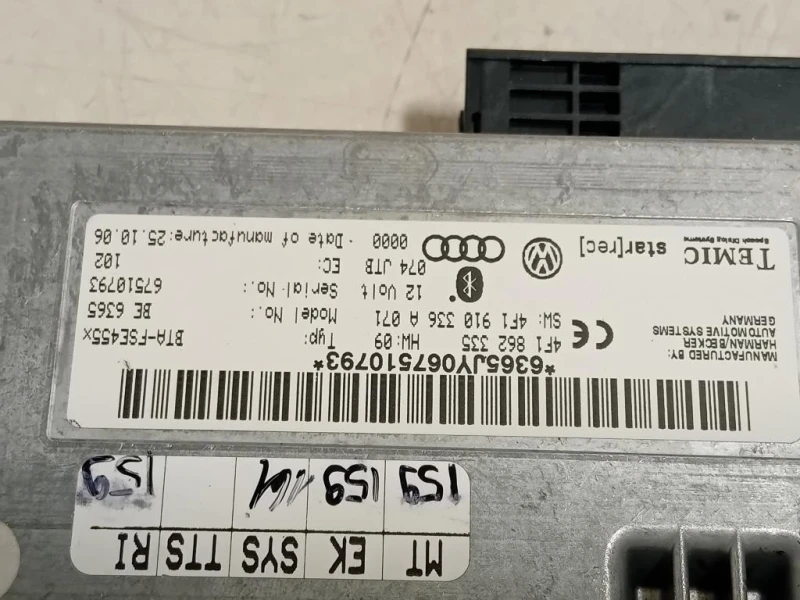 MT EK SYS TTS RI
159 159 159
*6365JY067510793*
MANUFACTURED BY:
HARMAN/BECKER
AUTOMOTIVE SYSTEMS
GERMANY
CE
4F1 862 335 HW:09 Typ: BTA-FSE455x
SW: 4F1 910 336 A 071 Model No.: BE 6365
12 Volt Serial No.: 67510793
074 JTB EC: 102
0000 - Date of manufacture:25.10.06
TEMIC
Speech Dialog Systems
star[rec]